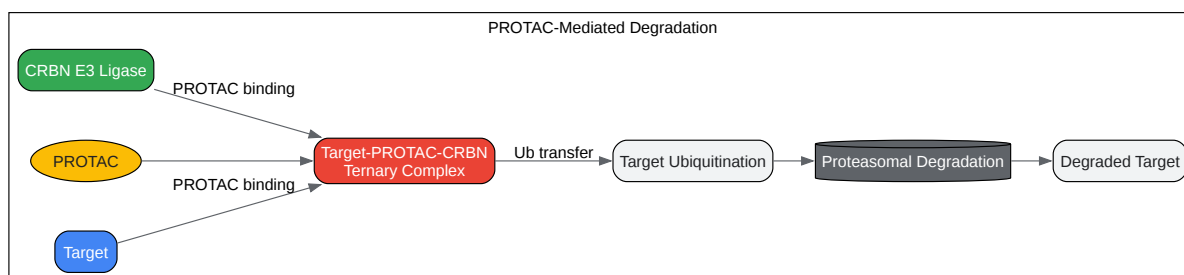 PROTAC-Mediated Degradation
CRBN E3 Ligase
PROTAC binding
PROTAC
Target-PROTAC-CRBN
Ternary Complex
Ub transfer
Target Ubiquitination
Proteasomal Degradation
Degraded Target
PROTAC binding
Target